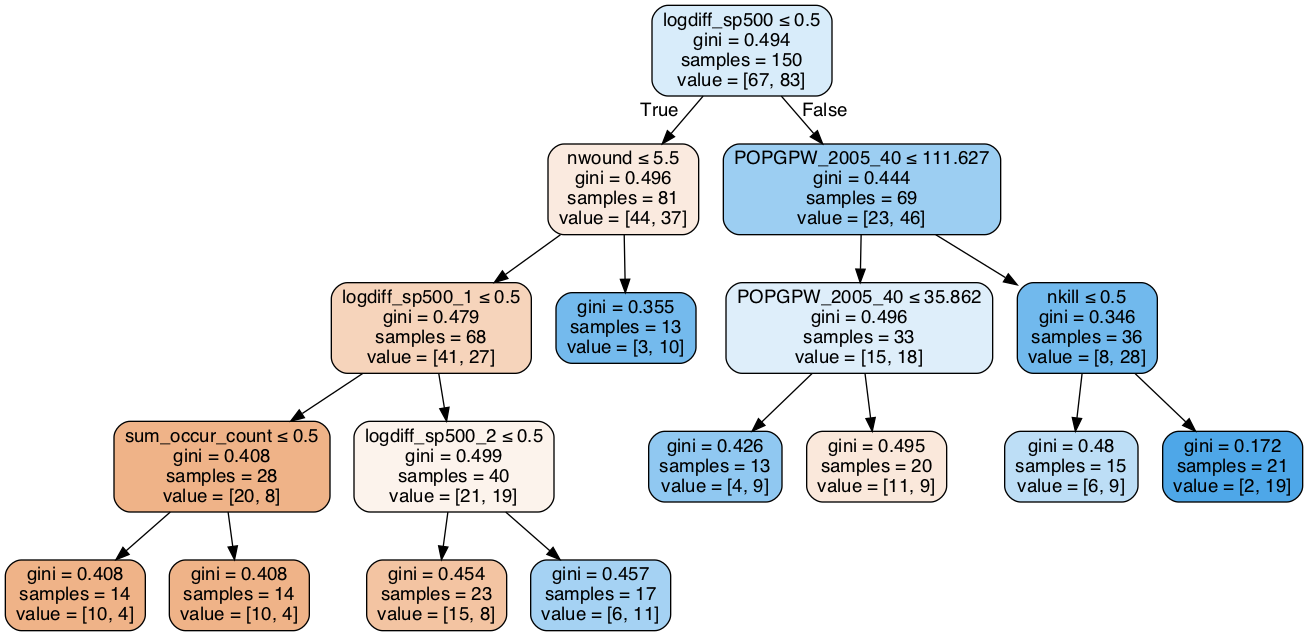 logdiff_sp500 ≤ 0.5
gini = 0.494
samples = 150
value = [67, 83]
True
False
nwound ≤ 5.5
gini = 0.496
samples = 81
value = [44, 37]
POPGPW_2005_40 ≤ 111.627
gini = 0.444
samples = 69
value = [23, 46]
logdiff_sp500_1 ≤ 0.5
gini = 0.479
samples = 68
value = [41, 27]
gini = 0.355
samples = 13
value = [3, 10]
POPGPW_2005_40 ≤ 35.862
gini = 0.496
samples = 33
value = [15, 18]
nkill ≤ 0.5
gini = 0.346
samples = 36
value = [8, 28]
sum_occur_count ≤ 0.5
gini = 0.408
samples = 28
value = [20, 8]
logdiff_sp500_2 ≤ 0.5
gini = 0.499
samples = 40
value = [21, 19]
gini = 0.426
samples = 13
value = [4, 9]
gini = 0.495
samples = 20
value = [11, 9]
gini = 0.48
samples = 15
value = [6, 9]
gini = 0.172
samples = 21
value = [2, 19]
gini = 0.408
samples = 14
value = [10, 4]
gini = 0.408
samples = 14
value = [10, 4]
gini = 0.454
samples = 23
value = [15, 8]
gini = 0.457
samples = 17
value = [6, 11]